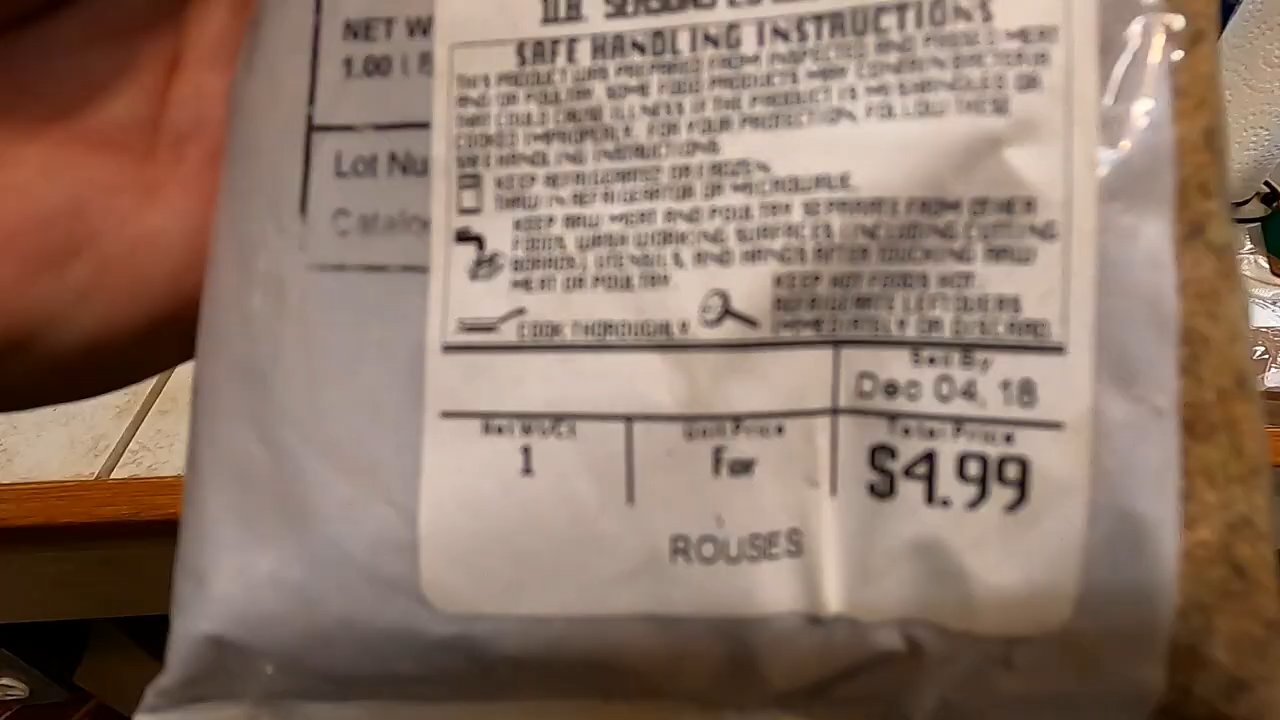 NET W
1.00 (
Lot Nu
Catalo
SAFE HANDLING INSTRUCTIONS
THIS PRODUCT WAS PREPARED FROM INSPECTED AND PASSED MEAT
AND/OR POULTRY. SOME FOOD PRODUCTS MAY CONTAIN BACTERIA
THAT COULD CAUSE ILLNESS IF THE PRODUCT IS MISHANDLED OR
COOKED IMPROPERLY. FOR YOUR PROTECTION, FOLLOW THESE
SAFE HANDLING INSTRUCTIONS.
KEEP REFRIGERATED OR FROZEN.
THAW IN REFRIGERATOR OR MICROWAVE.
KEEP RAW MEAT AND POULTRY SEPARATE FROM OTHER
FOODS. WASH WORKING SURFACES (INCLUDING CUTTING
BOARDS), UTENSILS, AND HANDS AFTER TOUCHING RAW
MEAT OR POULTRY.
COOK THOROUGHLY
KEEP HOT FOODS HOT.
REFRIGERATE LEFTOVERS
IMMEDIATELY OR DISCARD.
Sell By
Dec 04, 18
Net Wt/Ct
1
Unit Price
For
Total Price
$4.99
ROUSES